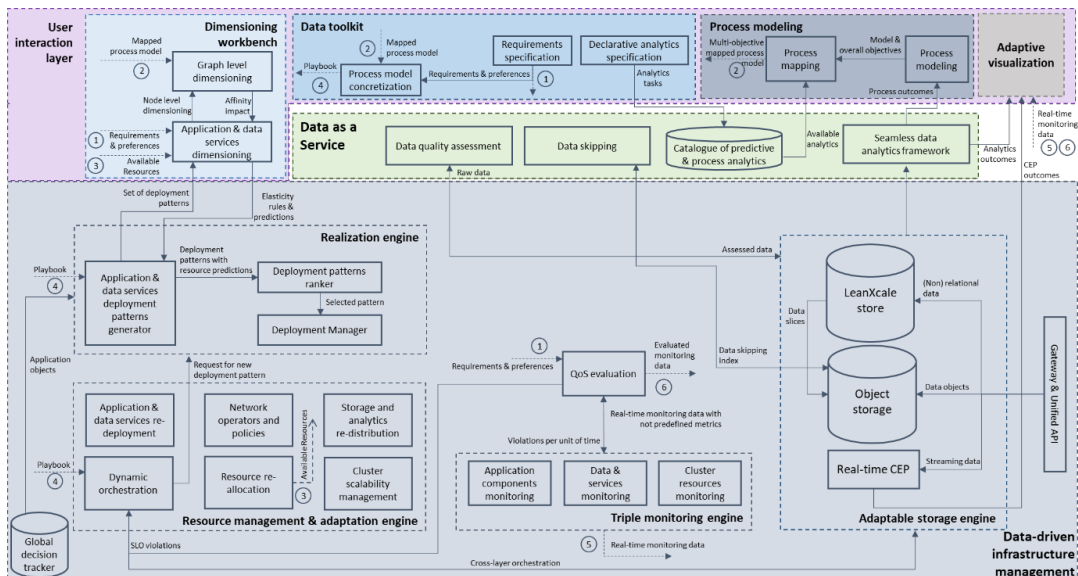 User
interaction
layer
Dimensioning
workbench
Mapped
process model
2
Graph level
dimensioning
Node level
dimensioning
Affinity
impact
1
Requirements
& preferences
3
Available
Resources
Application & data
services dimensioning
Data toolkit
2
Mapped
process model
Playbook
4
Process model
concretization
Requirements & preferences
1
Requirements
specification
Declarative analytics
specification
Analytics
tasks
Process modeling
Multi-objective
mapped process
model
2
Process
mapping
Model &
overall objectives
Process
modeling
Process outcomes
Adaptive
visualization
Real-time
monitoring
data
5 6
Data as a
Service
Data quality assessment
Raw data
Data skipping
Catalogue of predictive
& process analytics
Available
analytics
Seamless data
analytics framework
Analytics
outcomes
CEP
outcomes
Set of deployment
patterns
Elasticity
rules &
predictions
Realization engine
Playbook
4
Application &
data services
deployment
patterns
generator
Deployment
patterns with
resource predictions
Deployment patterns
ranker
Selected pattern
Deployment Manager
Application
objects
Request for new
deployment pattern
Application &
data services re-
deployment
Network
operators and
policies
Storage and
analytics
re-distribution
Available Resources
Playbook
4
Dynamic
orchestration
Resource re-
allocation
3
Cluster
scalability
management
Resource management & adaptation engine
Global
decision
tracker
SLO violations
Cross-layer orchestration
1
Requirements & preferences
QoS evaluation
Evaluated
monitoring
data
6
Real-time monitoring data with
not predefined metrics
Violations per unit of time
Application
components
monitoring
Data &
services
monitoring
Cluster
resources
monitoring
Triple monitoring engine
5
Real-time monitoring data
Assessed data
Data skipping
index
LeanXcale
store
(Non) relational
data
Data
slices
Object
storage
Data objects
Real-time CEP
Streaming data
Adaptable storage engine
Gateway & Unified API
Data-driven
infrastructure
management